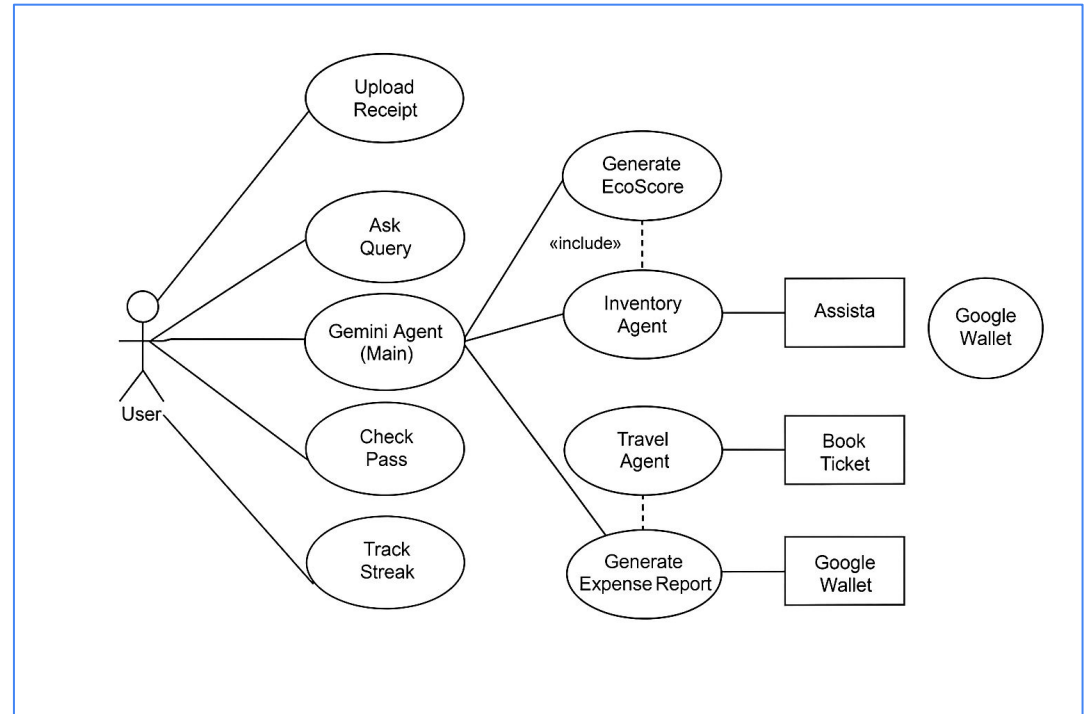 Upload
Receipt
Ask
Query
Gemini Agent
(Main)
Check
Pass
Track
Streak
User
Generate
EcoScore
«include»
Inventory
Agent
Travel
Agent
Generate
Expense Report
Assista
Book
Ticket
Google
Wallet
Google
Wallet